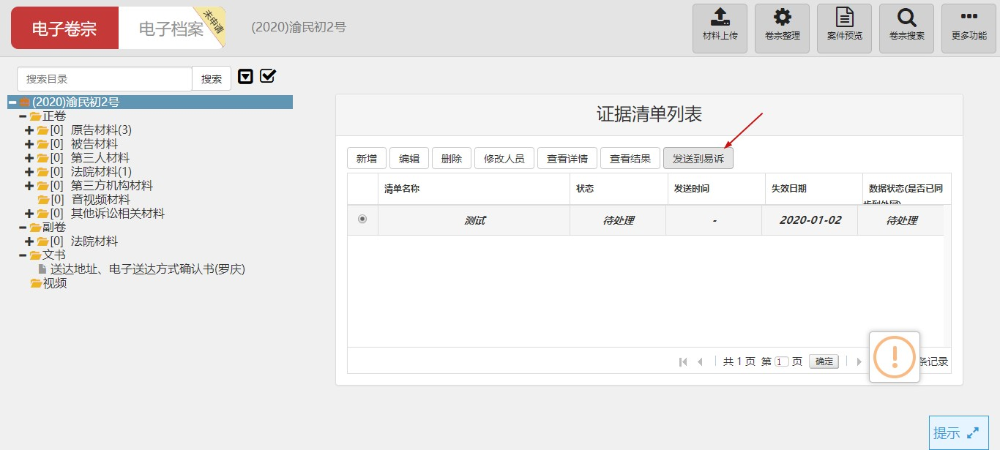 电子卷宗
电子档案
未申请
(2020)渝民初2号
材料上传
卷宗整理
案件预览
卷宗搜索
更多功能
搜索目录
搜索
(2020)渝民初2号
正卷
[0] 原告材料(3)
[0] 被告材料
[0] 第三人材料
[0] 法院材料(1)
[0] 第三方机构材料
[0] 音视频材料
[0] 其他诉讼相关材料
副卷
[0] 法院材料
文书
送达地址、电子送达方式确认书(罗庆)
视频
证据清单列表
新增 编辑 删除 修改人员 查看详情 查看结果 发送到易诉
清单名称 状态 发送时间 失效日期 数据状态(是否已同
步到外网)
测试 待处理 - 2020-01-02 待处理
共 1 页 第 1 页 确定
条记录
提示